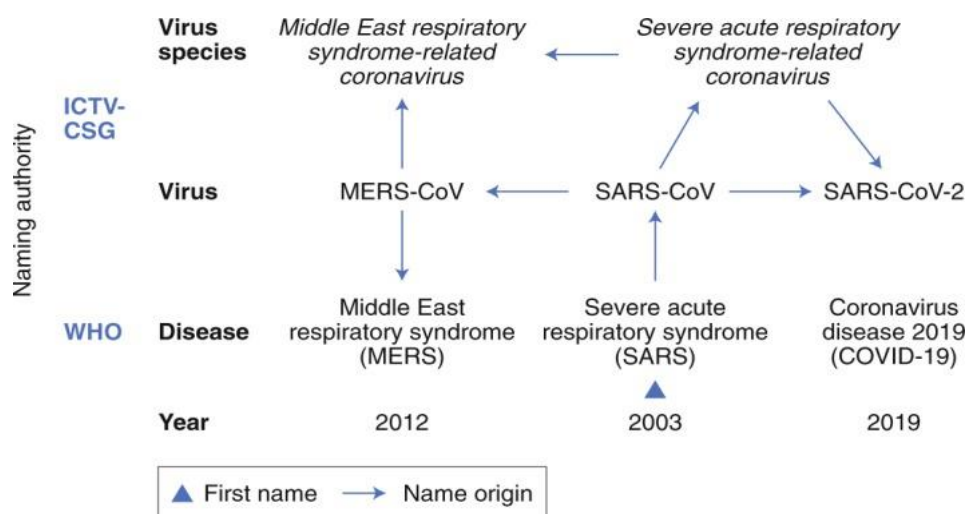 Naming authority
Virus
species
ICTV-
CSG
Middle East respiratory
syndrome-related
coronavirus
Severe acute respiratory
syndrome-related
coronavirus
Virus
MERS-CoV
SARS-CoV
SARS-CoV-2
WHO
Disease
Middle East
respiratory syndrome
(MERS)
Severe acute
respiratory syndrome
(SARS)
Coronavirus
disease 2019
(COVID-19)
Year
2012
2003
2019
First name
Name origin